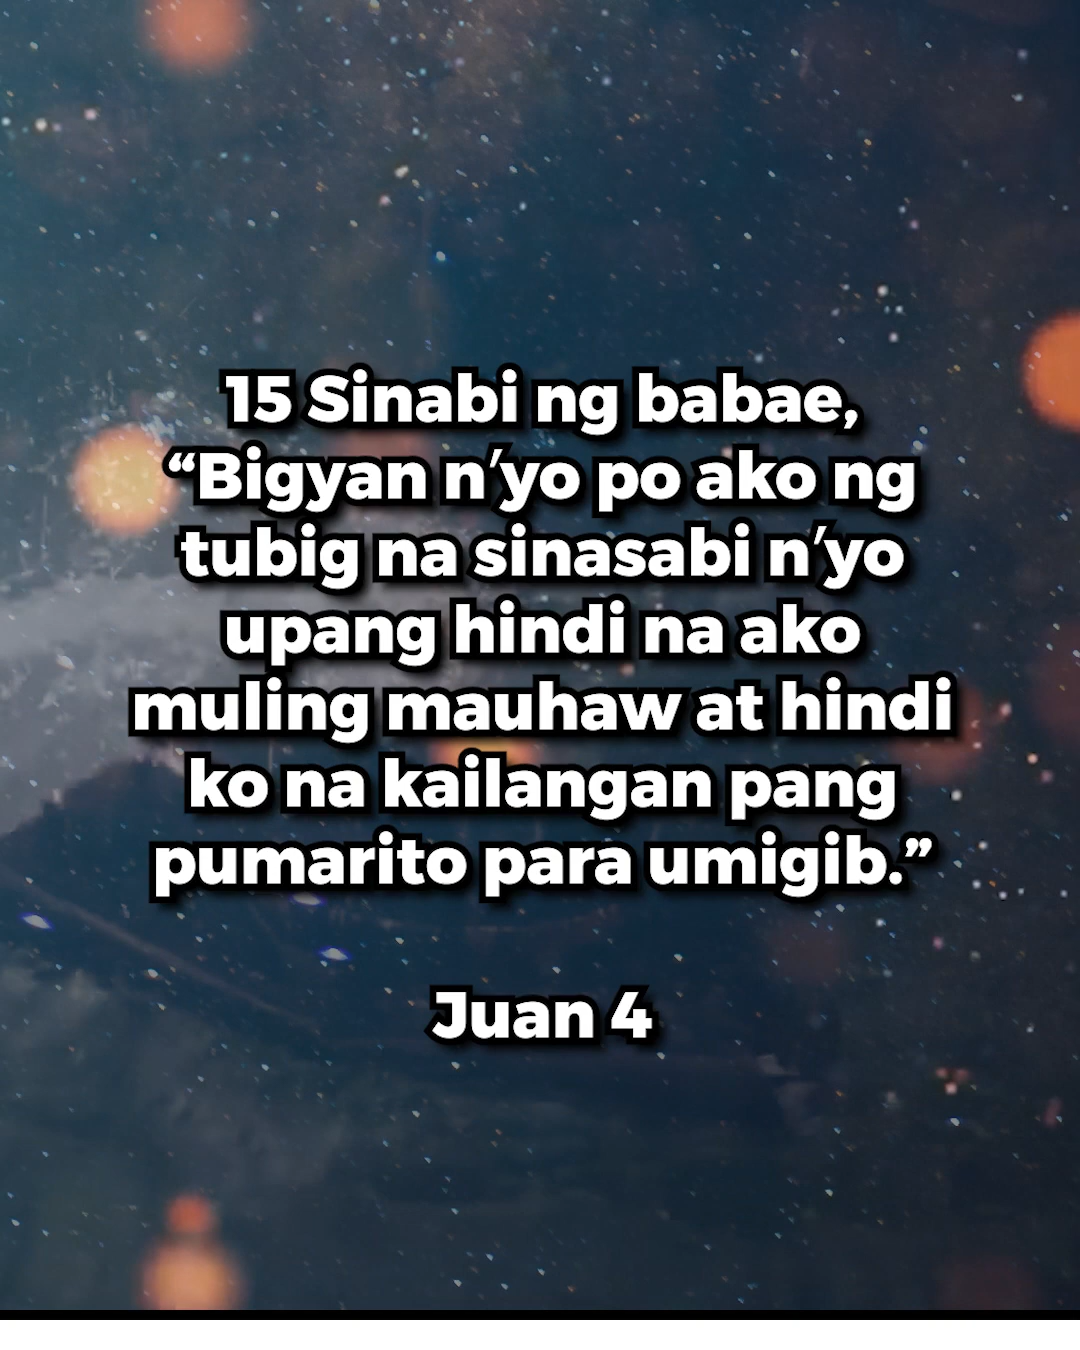 15 Sinabi ng babae,
“Bigyan n’yo po ako ng
tubig na sinasabi n’yo
upang hindi na ako
muling mauhaw at hindi
ko na kailangan pang
pumarito para umigib.”
Juan 4